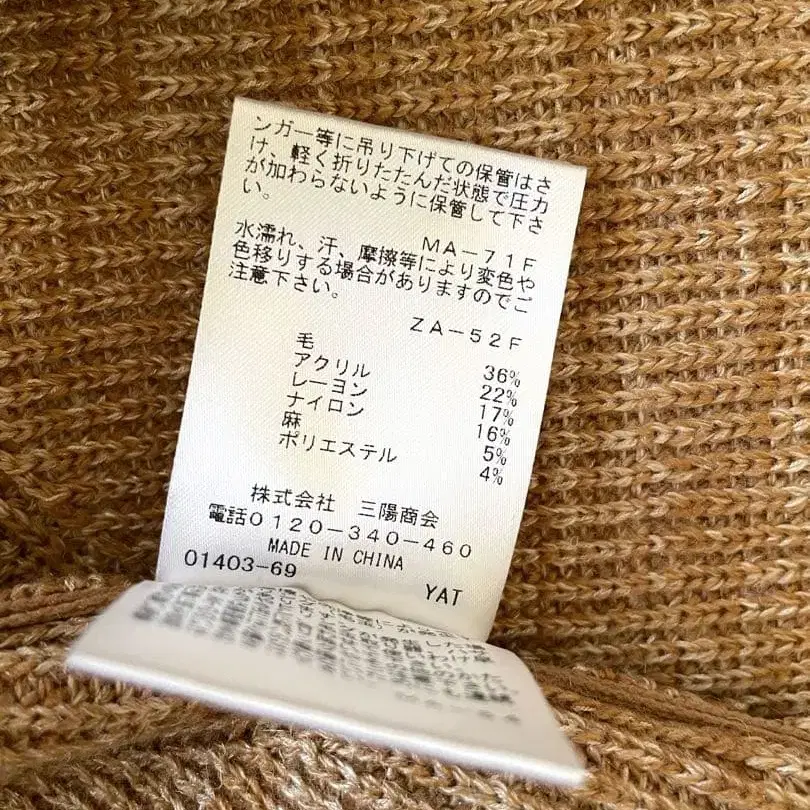 ンガー等に吊り下げての保管はさ
け、軽く折りたたんだ状態で圧力
が加わらないように保管して下さ
い。
MA-71F
水濡れ、汗、摩擦等により変色や
色移りする場合がありますのでご
注意下さい。
ZA-52F
毛 36%
アクリル 22%
レーヨン 17%
ナイロン 16%
麻 5%
ポリエステル 4%
株式会社 三陽商会
電話0120-340-460
MADE IN CHINA
01403-69
YAT